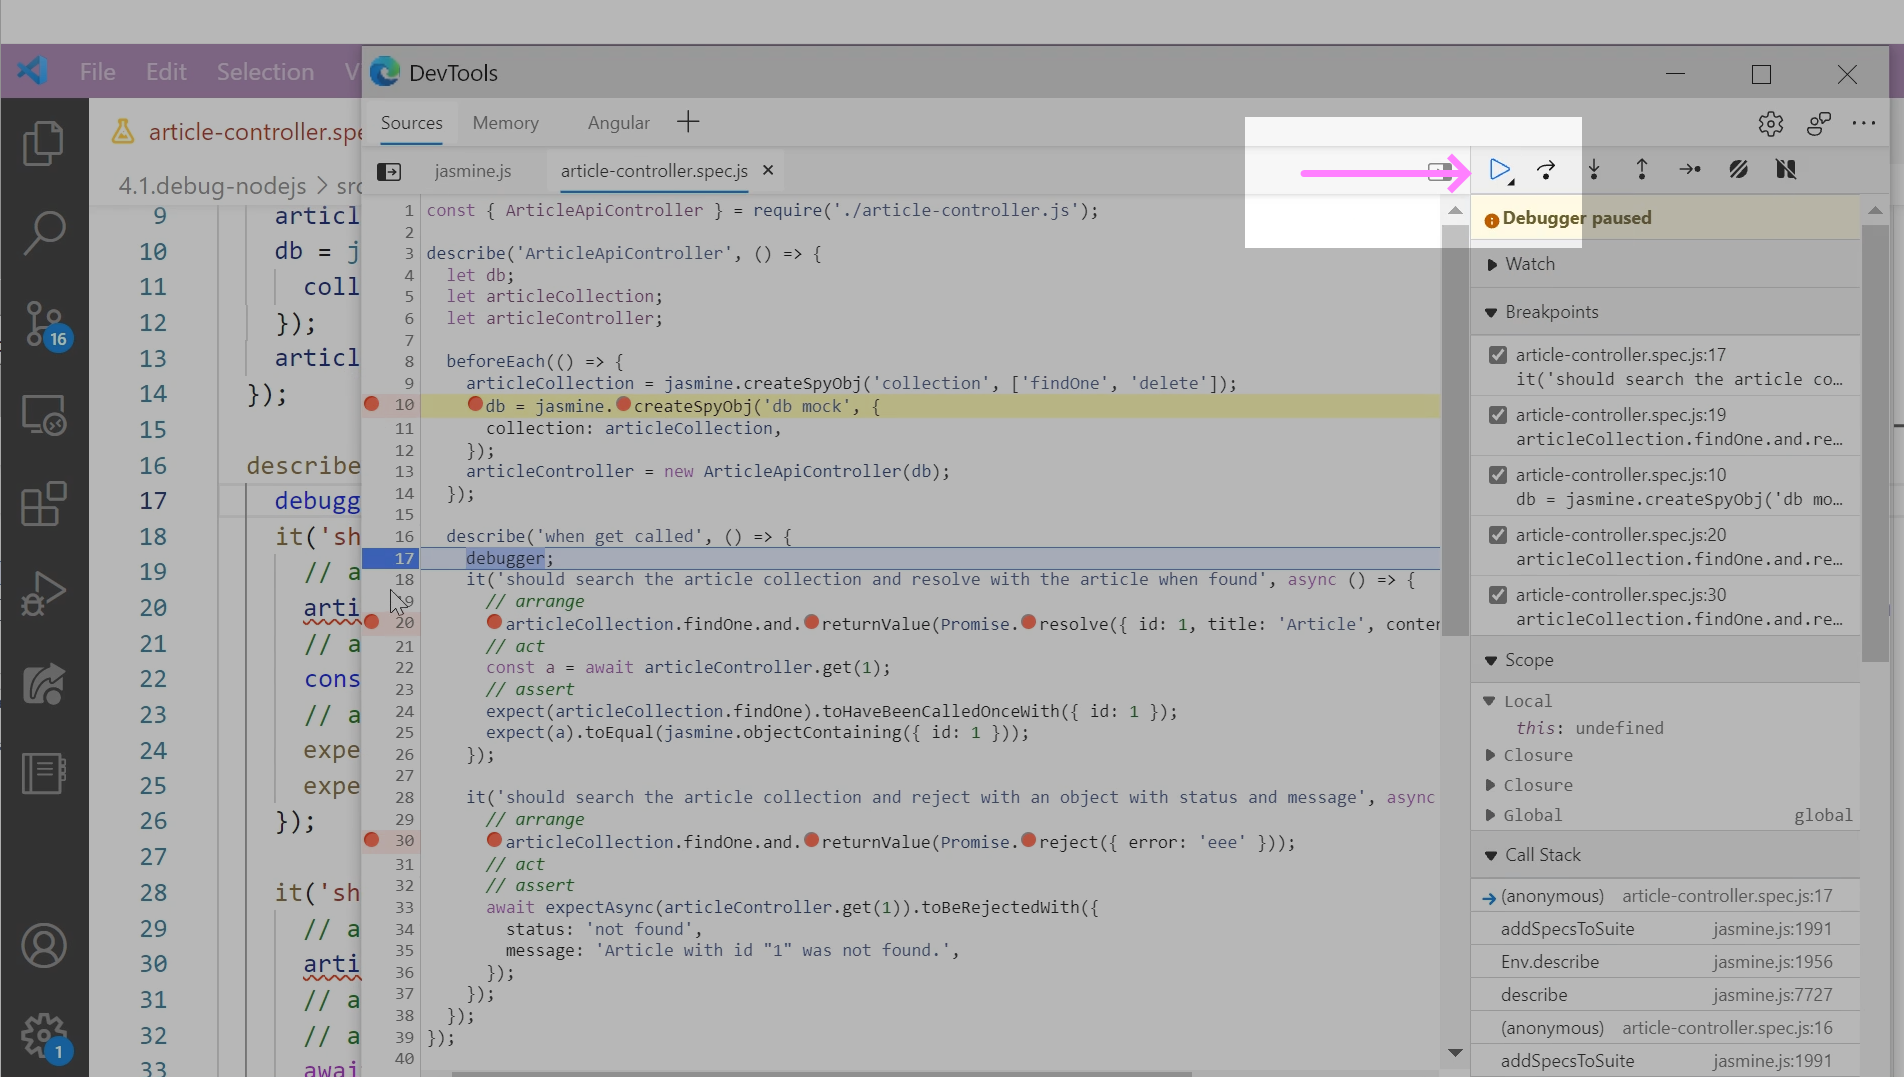 File Edit Selection V
DevTools
Sources Memory Angular
article-controller.spe
jasmine.js article-controller.spec.js
4.1.debug-nodejs > src
Debugger paused
9 articl
10 db = j
11 coll
12 });
13 articl
14 });
15
16 describe
17 debugg
18 it('sh
19 // a
20 arti
21 // a
22 cons
23 // a
24 expe
25 expe
26 });
27
28 it('sh
29 // a
30 arti
31 // a
32 // a
33 awai
16
1
1 const { ArticleApiController } = require('./article-controller.js');
2
3 describe('ArticleApiController', () => {
4 let db;
5 let articleCollection;
6 let articleController;
7
8 beforeEach(() => {
9 articleCollection = jasmine.createSpyObj('collection', ['findOne', 'delete']);
10 db = jasmine.createSpyObj('db mock', {
11 collection: articleCollection,
12 });
13 articleController = new ArticleApiController(db);
14 });
15
16 describe('when get called', () => {
17 debugger;
18 it('should search the article collection and resolve with the article when found', async () => {
19 // arrange
20 articleCollection.findOne.and.returnValue(Promise.resolve({ id: 1, title: 'Article', conter
21 // act
22 const a = await articleController.get(1);
23 // assert
24 expect(articleCollection.findOne).toHaveBeenCalledOnceWith({ id: 1 });
25 expect(a).toEqual(jasmine.objectContaining({ id: 1 }));
26 });
27
28 it('should search the article collection and reject with an object with status and message', async
29 // arrange
30 articleCollection.findOne.and.returnValue(Promise.reject({ error: 'eee' }));
31 // act
32 // assert
33 await expectAsync(articleController.get(1)).toBeRejectedWith({
34 status: 'not found',
35 message: 'Article with id "1" was not found.',
36 });
37 });
38 });
39 });
40
Watch
Breakpoints
article-controller.spec.js:17
it('should search the article co...
article-controller.spec.js:19
articleCollection.findOne.and.re...
article-controller.spec.js:10
db = jasmine.createSpyObj('db mo...
article-controller.spec.js:20
articleCollection.findOne.and.re...
article-controller.spec.js:30
articleCollection.findOne.and.re...
Scope
Local
this: undefined
Closure
Closure
Global global
Call Stack
(anonymous) article-controller.spec.js:17
addSpecsToSuite jasmine.js:1991
Env.describe jasmine.js:1956
describe jasmine.js:7727
(anonymous) article-controller.spec.js:16
addSpecsToSuite jasmine.js:1991